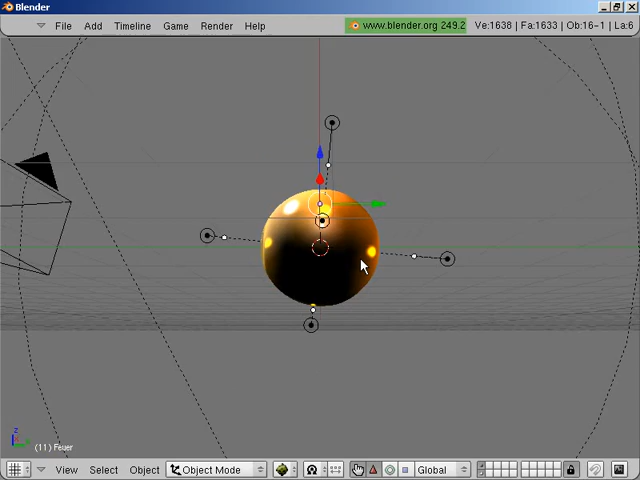 Blender
File Add Timeline Game Render Help www.blender.org 249.2 Ve:1638 | Fa:1633 | Ob:16-1 | La:6
z
(11) Feuer
View Select Object Object Mode Global